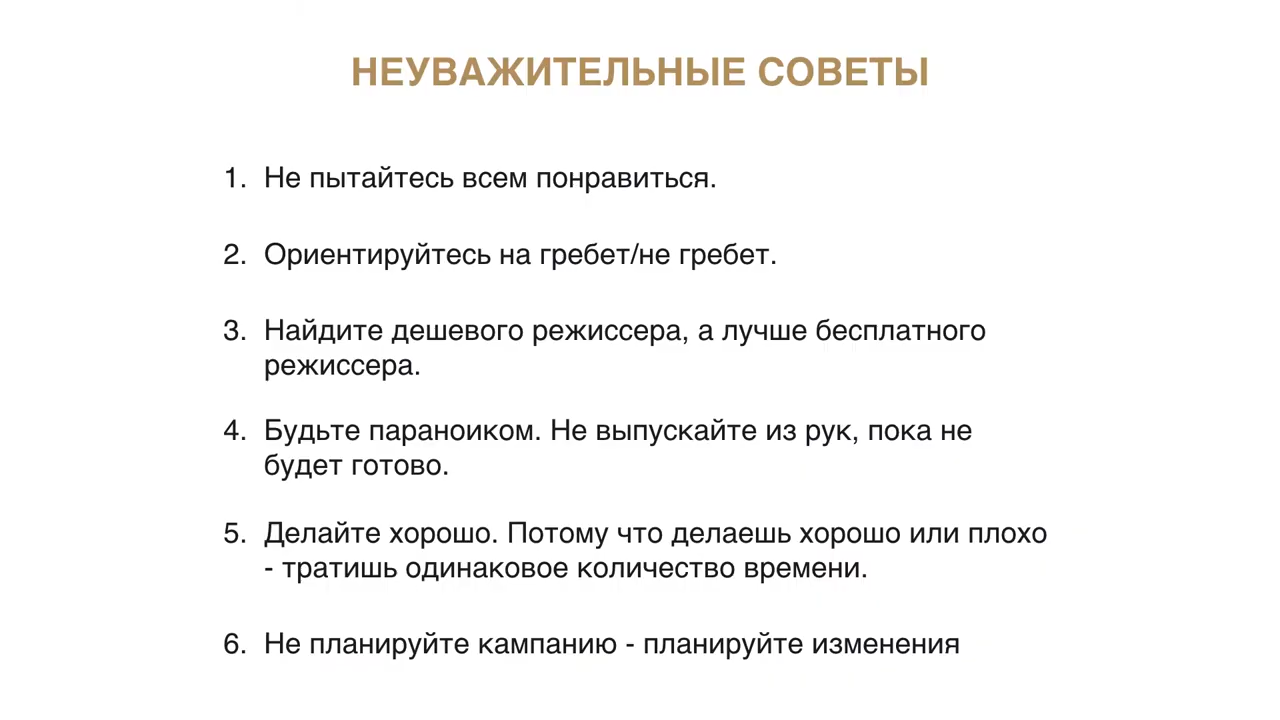 НЕУВАЖИТЕЛЬНЫЕ СОВЕТЫ
1. Не пытайтесь всем понравиться.
2. Ориентируйтесь на гребет/не гребет.
3. Найдите дешевого режиссера, а лучше бесплатного
режиссера.
4. Будьте параноиком. Не выпускайте из рук, пока не
будет готово.
5. Делайте хорошо. Потому что делаешь хорошо или плохо
- тратишь одинаковое количество времени.
6. Не планируйте кампанию - планируйте изменения